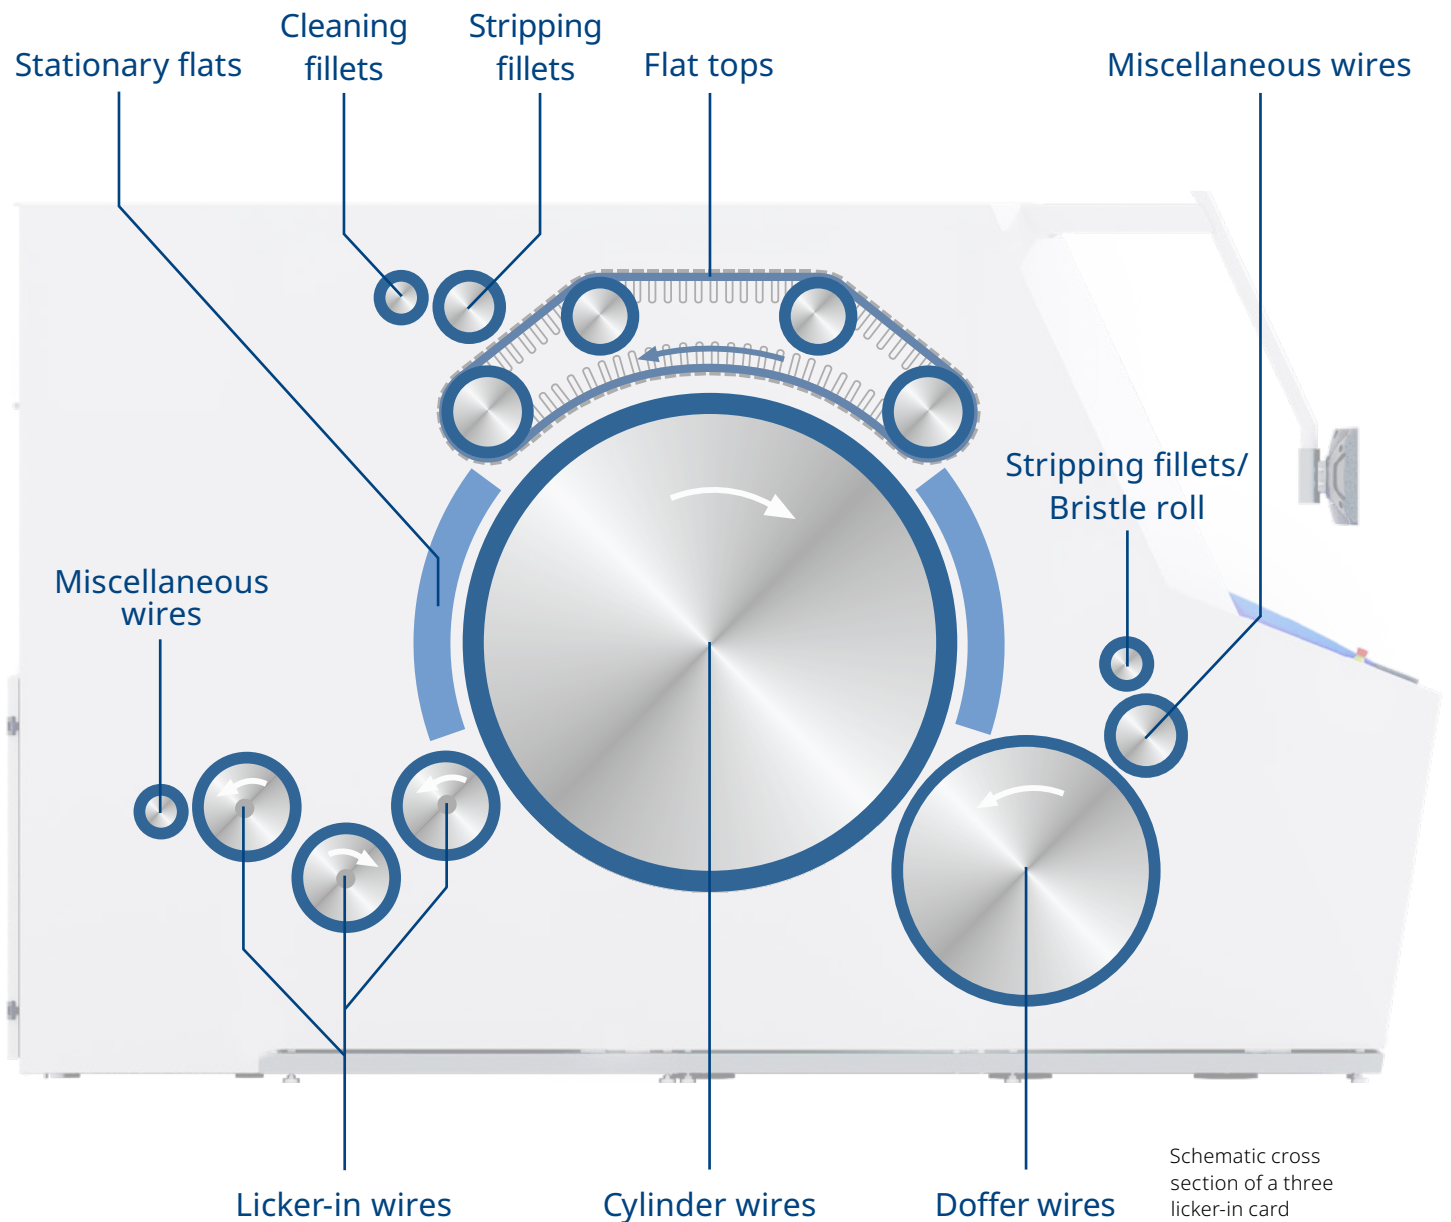 Cleaning
fillets
Stripping
fillets
Stationary flats
Flat tops
Miscellaneous wires
Stripping fillets/
Bristle roll
Miscellaneous
wires
Licker-in wires
Cylinder wires
Doffer wires
Schematic cross
section of a three
licker-in card